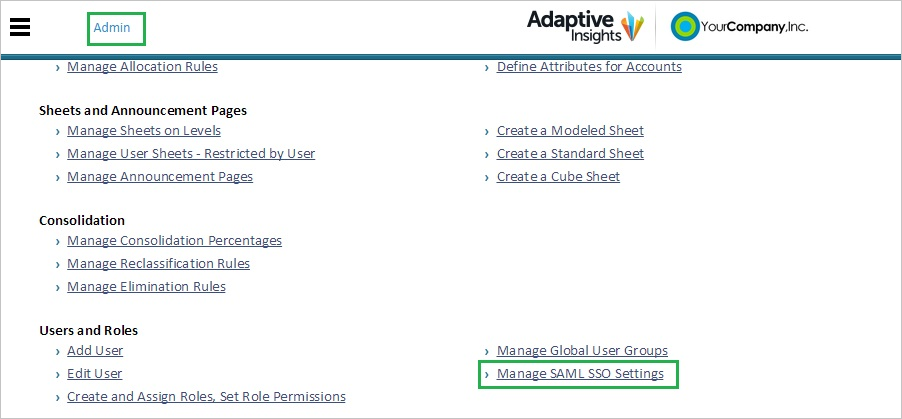 Admin
Adaptive
Insights
YourCompany,Inc.
› Manage Allocation Rules
› Define Attributes for Accounts
Sheets and Announcement Pages
› Manage Sheets on Levels
› Create a Modeled Sheet
› Manage User Sheets - Restricted by User
› Create a Standard Sheet
› Manage Announcement Pages
› Create a Cube Sheet
Consolidation
› Manage Consolidation Percentages
› Manage Reclassification Rules
› Manage Elimination Rules
Users and Roles
› Add User
› Manage Global User Groups
› Edit User
› Manage SAML SSO Settings
› Create and Assign Roles, Set Role Permissions